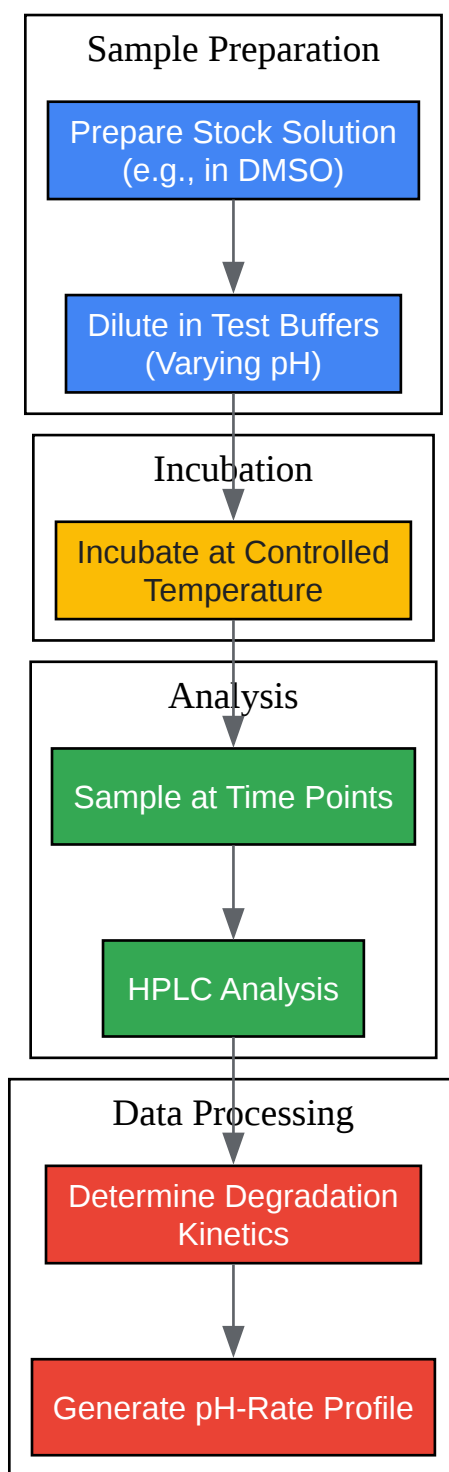 Sample Preparation
Prepare Stock Solution
(e.g., in DMSO)
Dilute in Test Buffers
(Varying pH)
Incubation
Incubate at Controlled
Temperature
Analysis
Sample at Time Points
HPLC Analysis
Data Processing
Determine Degradation
Kinetics
Generate pH-Rate Profile